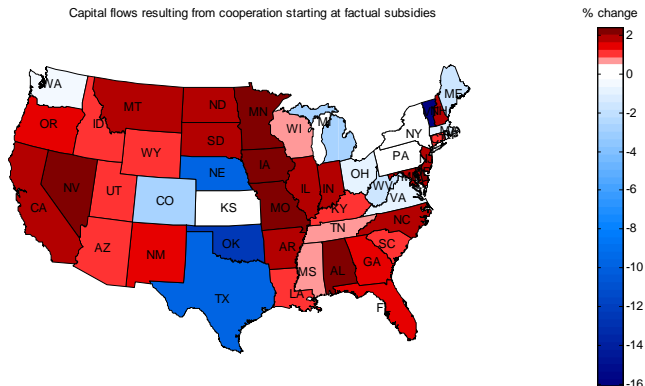 Capital flows resulting from cooperation starting at factual subsidies
% change
WA
ME
MT
ND
MN
OR
ID
WI
MI
NY
SD
WY
IA
PA
NE
NV
OH
IL
IN
UT
CO
WV
VA
KS
MO
KY
CA
NC
TN
OK
AR
SC
AZ
NM
MS
AL
GA
TX
LA
2
0
-2
-4
-6
-8
-10
-12
-14
-16